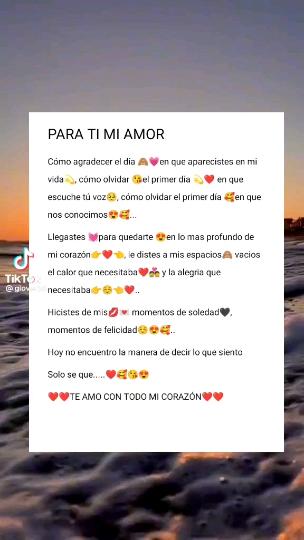 PARA TI MI AMOR
Cómo agradecer el día 🙈💗en que aparecistes en mi
vida💫, cómo olvidar 😘el primer día 💫❤️ en que
escuche tú voz🥺, cómo olvidar el primer día 🥰en que
nos conocimos😍🥰...
Llegastes 💓para quedarte 😍en lo mas profundo de
mi corazón👉❤️👈, le distes a mis espacios🙈 vacios
el calor que necesitaba❤️💑 y la alegria que
necesitaba👉☺️👈❤️..
Hicistes de mis💋💌 momentos de soledad🖤,
momentos de felicidad☺️😍🥰..
Hoy no encuentro la manera de decir lo que siento
Solo se que.....❤️🥰😘😍
❤️❤️TE AMO CON TODO MI CORAZÓN❤️❤️
TikTok